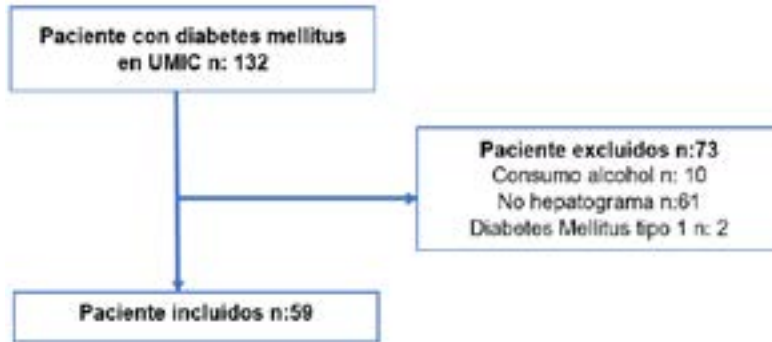 Paciente con diabetes mellitus
en UMIC n: 132
Paciente excluidos n:73
Consumo alcohol n: 10
No hepatograma n:61
Diabetes Mellitus tipo 1 n: 2
Paciente incluidos n:59